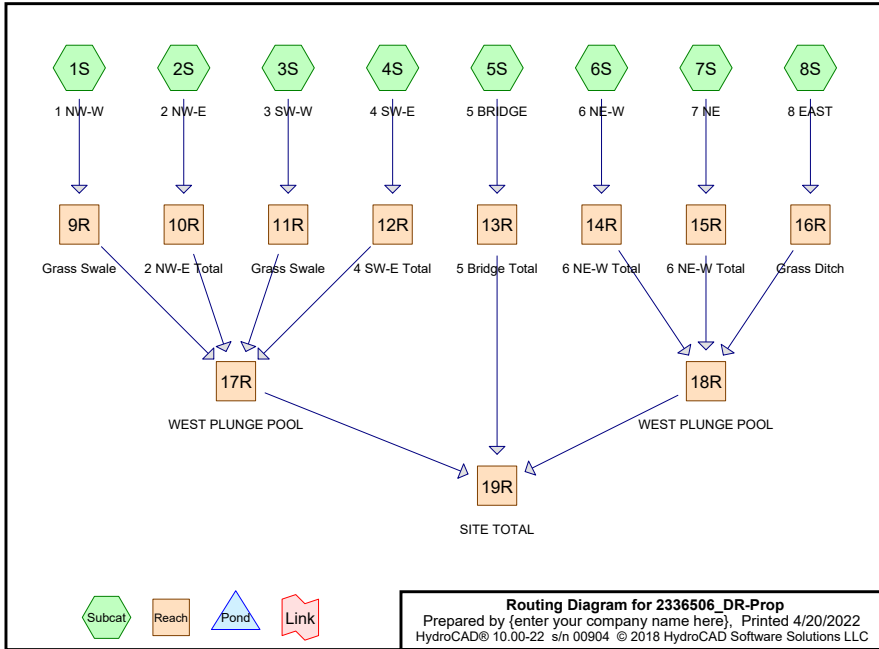 1S 2S 3S 4S 5S 6S 7S 8S
1 NW-W 2 NW-E 3 SW-W 4 SW-E 5 BRIDGE 6 NE-W 7 NE 8 EAST
9R 10R 11R 12R 13R 14R 15R 16R
Grass Swale 2 NW-E Total Grass Swale 4 SW-E Total 5 Bridge Total 6 NE-W Total 6 NE-W Total Grass Ditch
17R 18R
WEST PLUNGE POOL WEST PLUNGE POOL
19R
SITE TOTAL
Subcat Reach Pond Link
Routing Diagram for 2336506_DR-Prop
Prepared by {enter your company name here}, Printed 4/20/2022
HydroCAD® 10.00-22 s/n 00904 © 2018 HydroCAD Software Solutions LLC